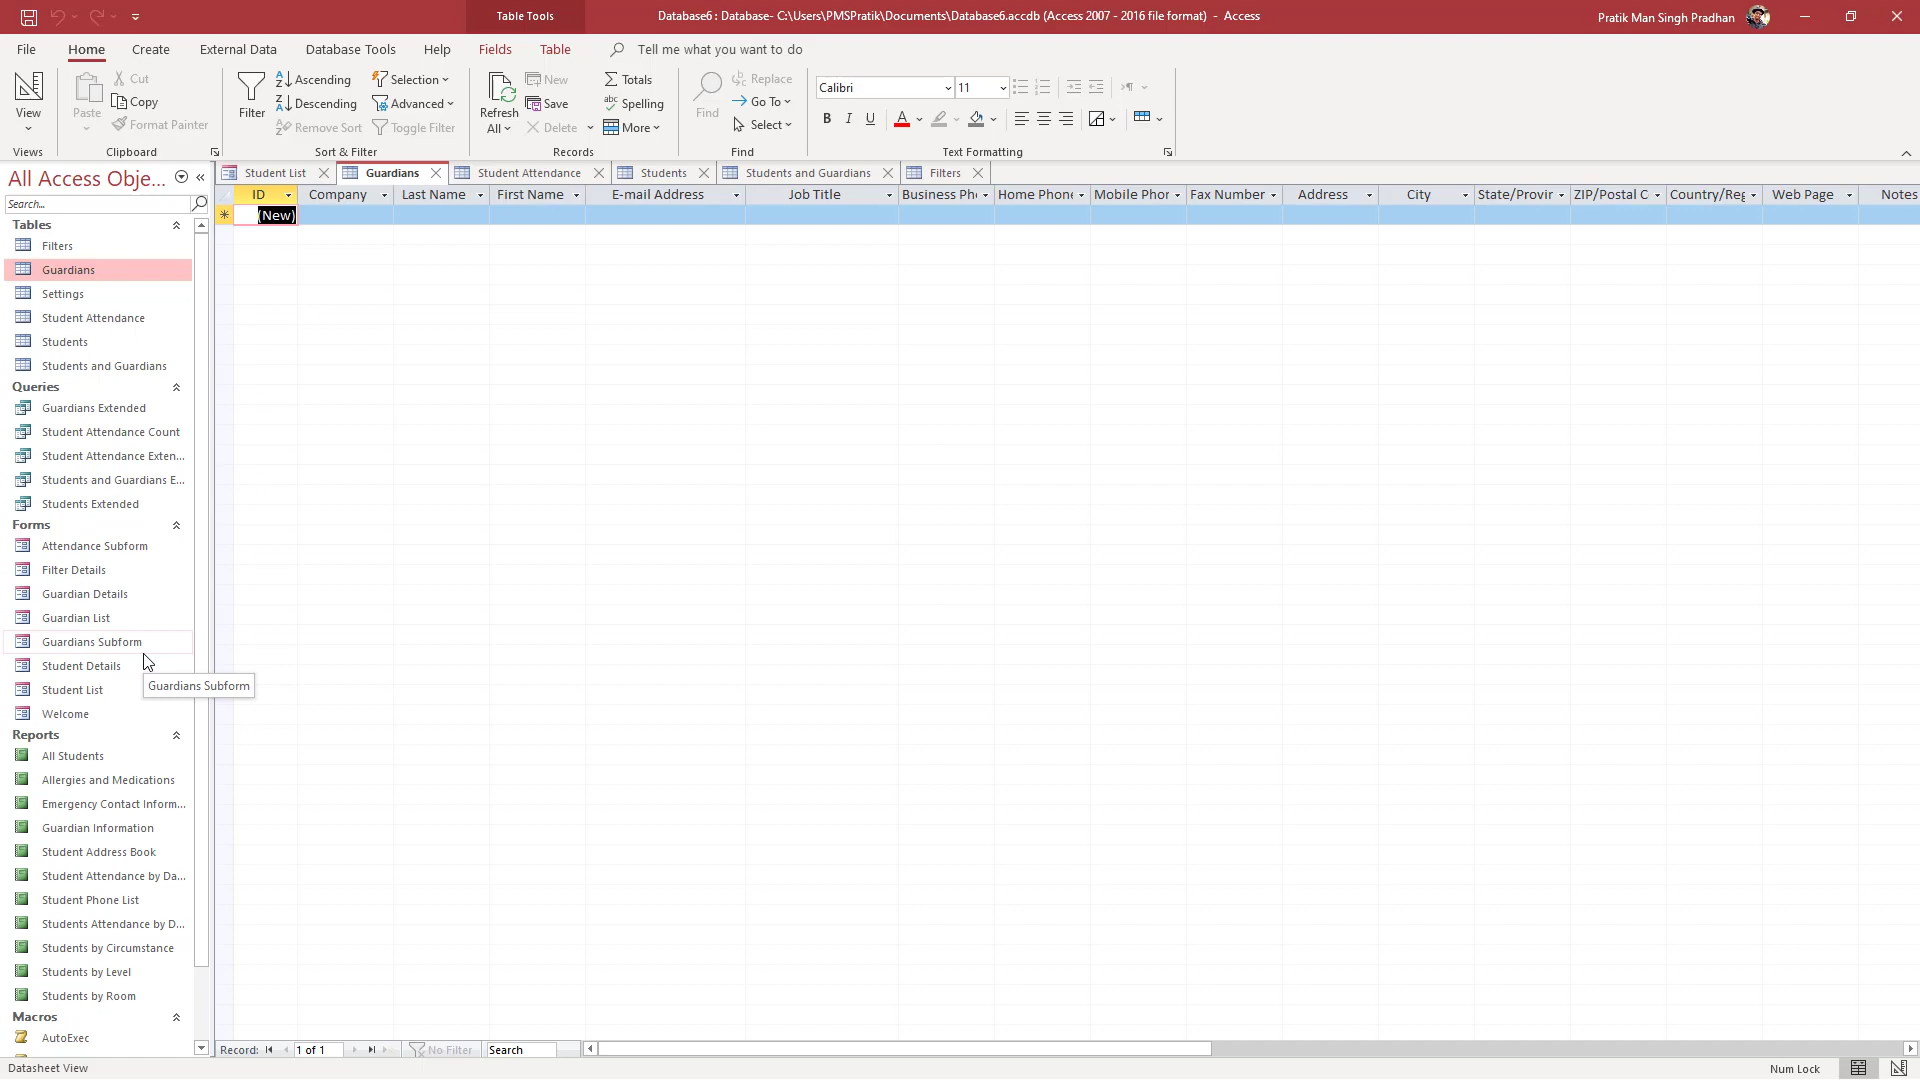 Table Tools
Database6 : Database- C:\Users\PMSPratik\Documents\Database6.accdb (Access 2007 - 2016 file format) - Access
Pratik Man Singh Pradhan
File Home Create External Data Database Tools Help Fields Table Tell me what you want to do
View
Views
Paste
Cut
Copy
Format Painter
Clipboard
Filter
Ascending
Descending
Remove Sort
Selection
Advanced
Toggle Filter
Sort & Filter
Refresh
All
New
Save
Delete
Totals
Spelling
More
Records
Find
Replace
Go To
Select
Find
Calibri
11
B I U
Text Formatting
All Access Obje...
Search...
Tables
Filters
Guardians
Settings
Student Attendance
Students
Students and Guardians
Queries
Guardians Extended
Student Attendance Count
Student Attendance Exten...
Students and Guardians E...
Students Extended
Forms
Attendance Subform
Filter Details
Guardian Details
Guardian List
Guardians Subform
Student Details
Guardians Subform
Student List
Welcome
Reports
All Students
Allergies and Medications
Emergency Contact Inform...
Guardian Information
Student Address Book
Student Attendance by Da...
Student Phone List
Students Attendance by D...
Students by Circumstance
Students by Level
Students by Room
Macros
AutoExec
Student List Guardians Student Attendance Students Students and Guardians Filters
ID Company Last Name First Name E-mail Address Job Title Business Ph Home Phone Mobile Phor Fax Number Address City State/Provir ZIP/Postal C Country/Reg Web Page Notes
(New)
Record: 1 of 1 No Filter Search
Datasheet View
Num Lock